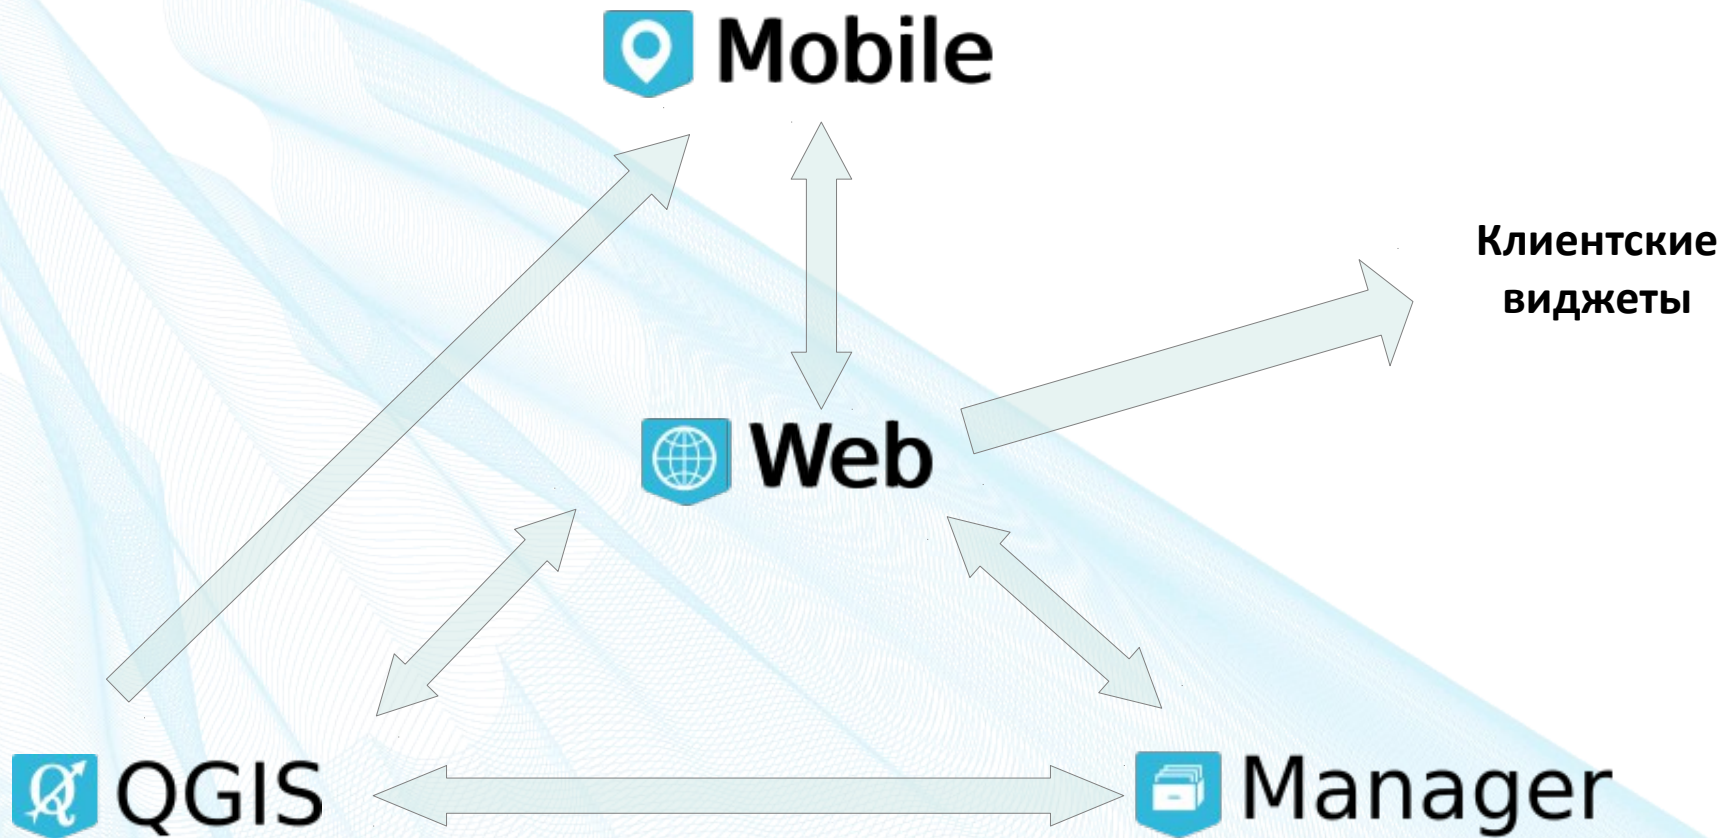 Mobile
Клиентские
виджеты
Web
QGIS
Manager